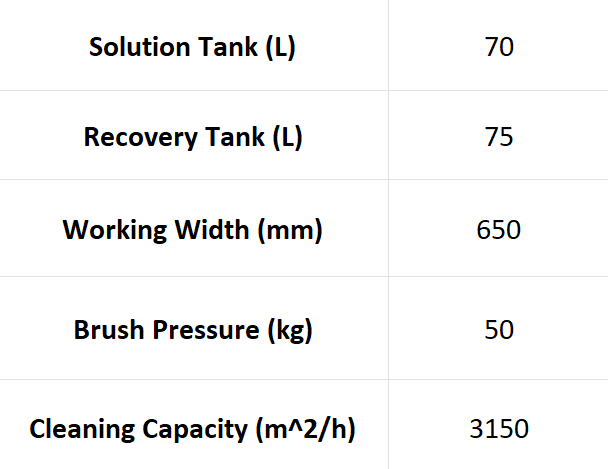 Solution Tank (L) 70
Recovery Tank (L) 75
Working Width (mm) 650
Brush Pressure (kg) 50
Cleaning Capacity (m^2/h) 3150